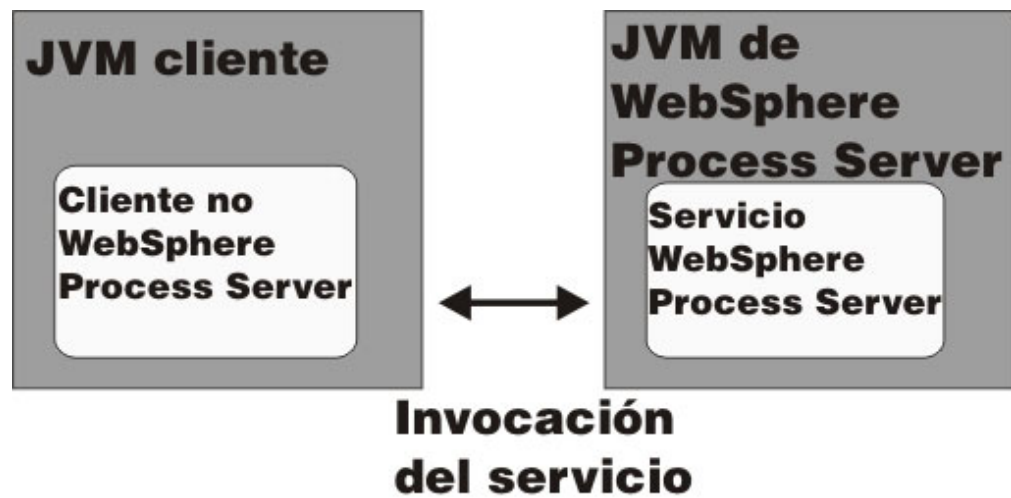 JVM cliente
Cliente no
WebSphere
Process Server
JVM de
WebSphere
Process Server
Servicio
WebSphere
Process Server
Invocación
del servicio